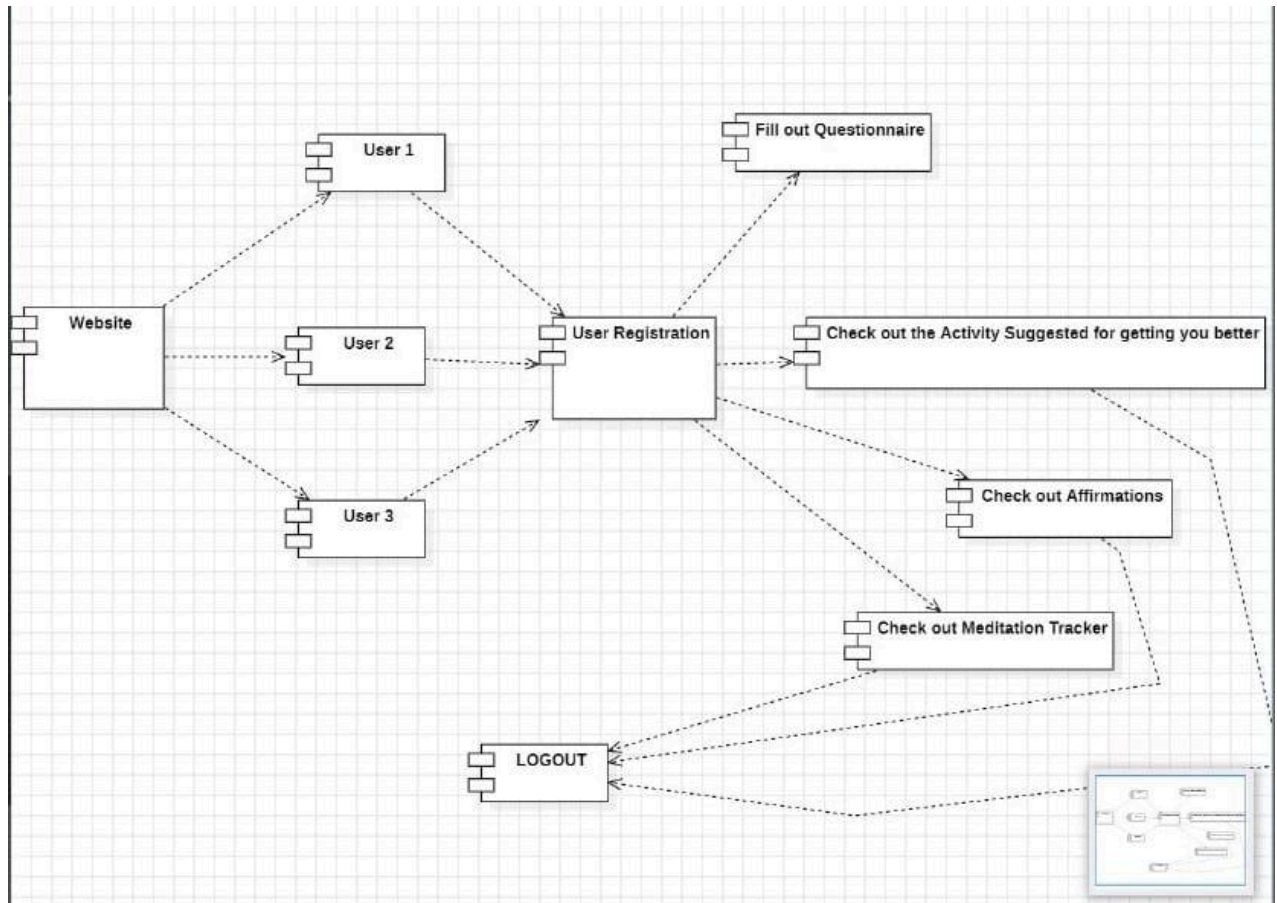 User 1
Fill out Questionnaire
Website
User 2
User Registration
Check out the Activity Suggested for getting you better
User 3
Check out Affirmations
Check out Meditation Tracker
LOGOUT